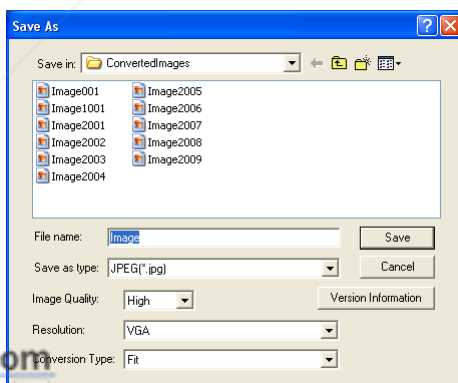 Save As
Save in: ConvertedImages
Image001 Image2005
Image1001 Image2006
Image2001 Image2007
Image2002 Image2008
Image2003 Image2009
Image2004
File name: Image Save
Save as type: JPEG(*.jpg) Cancel
Image Quality: High Version Information
Resolution: VGA
Conversion Type: Fit
om